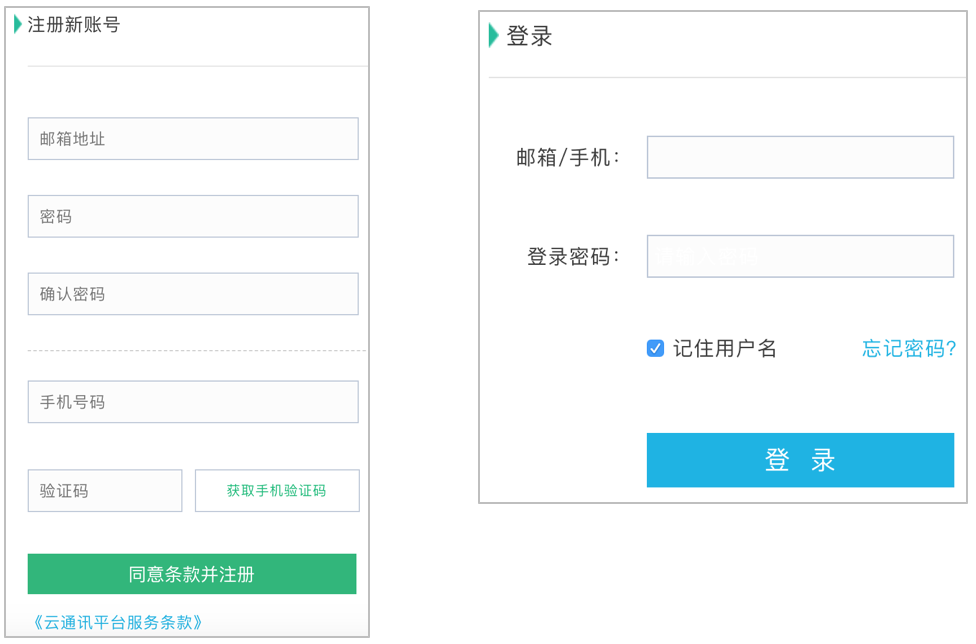 注册新账号
邮箱地址
密码
确认密码
手机号码
验证码
获取手机验证码
同意条款并注册
《云通讯平台服务条款》
登录
邮箱/手机：
登录密码：
记住用户名
忘记密码?
登 录